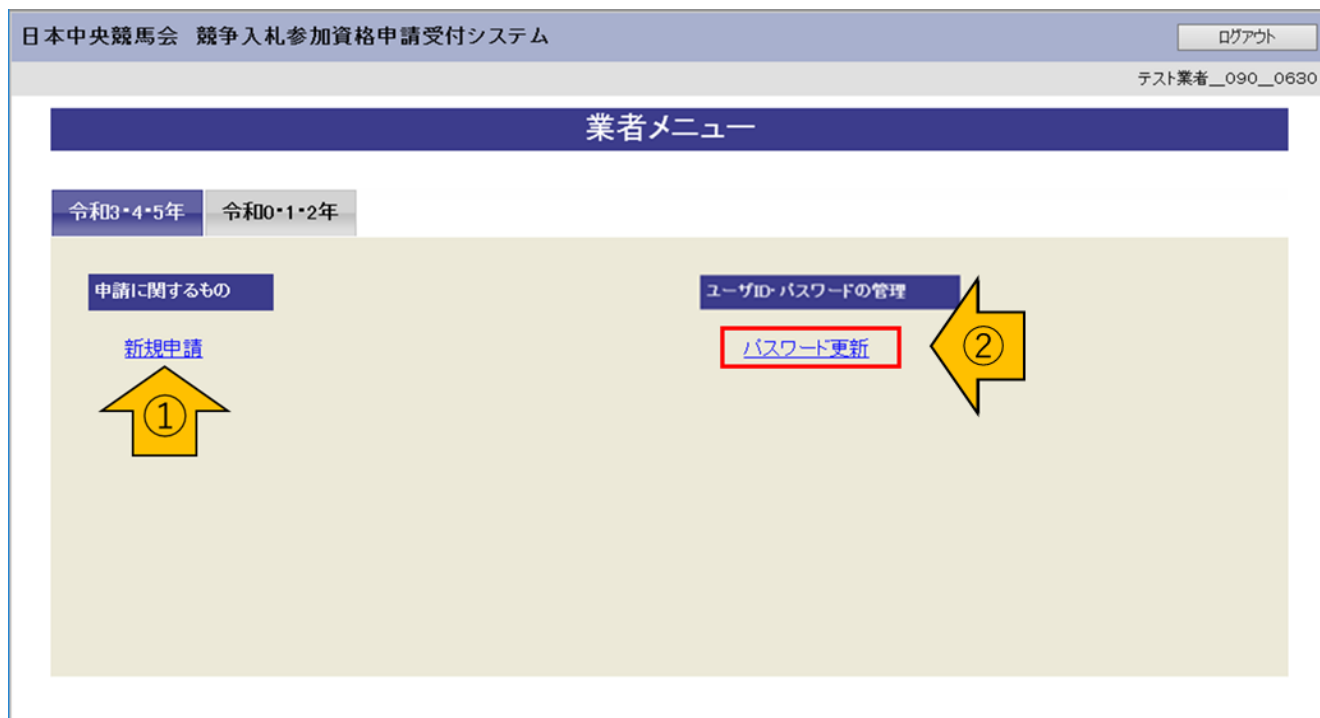 日本中央競馬会 競争入札参加資格申請受付システム
ログアウト
テスト業者__090__0630
業者メニュー
令和3・4・5年 令和0・1・2年
申請に関するもの
ユーザID・パスワードの管理
新規申請
パスワード更新
②
①